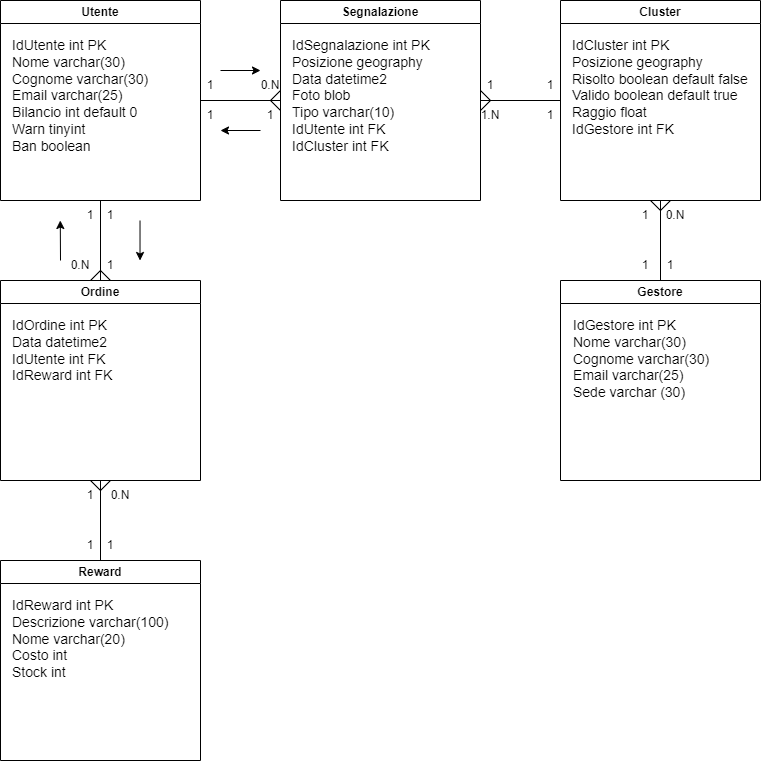 Utente
IdUtente int PK
Nome varchar(30)
Cognome varchar(30)
Email varchar(25)
Bilancio int default 0
Warn tinyint
Ban boolean
1
0.N
1
1
Segnalazione
IdSegnalazione int PK
Posizione geography
Data datetime2
Foto blob
Tipo varchar(10)
IdUtente int FK
IdCluster int FK
1
1
1.N
1
Cluster
IdCluster int PK
Posizione geography
Risolto boolean default false
Valido boolean default true
Raggio float
IdGestore int FK
1 1
0.N 1
1 0.N
1 1
Ordine
IdOrdine int PK
Data datetime2
IdUtente int FK
IdReward int FK
Gestore
IdGestore int PK
Nome varchar(30)
Cognome varchar(30)
Email varchar(25)
Sede varchar (30)
1 0.N
1 1
Reward
IdReward int PK
Descrizione varchar(100)
Nome varchar(20)
Costo int
Stock int